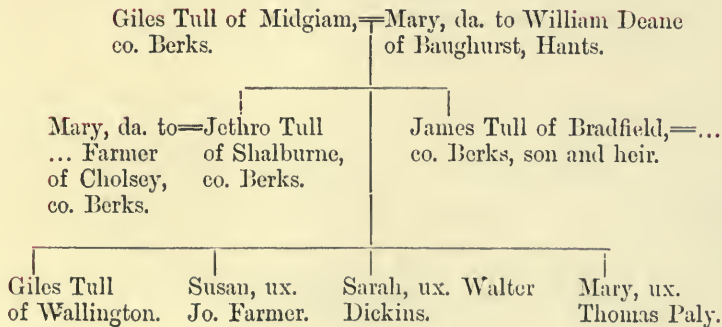 Giles Tull of Midgiam,=Mary, da. to William Deane
co. Berks.
of Baughurst, Hants.
Mary, da. to=Jethro Tull
... Farmer
of Shalburne,
of Cholsey,
co. Berks.
co. Berks.
James Tull of Bradfield,=...
co. Berks, son and heir.
Giles Tull
of Wallington.
Susan, ux.
Jo. Farmer.
Sarah, ux. Walter
Dickins.
Mary, ux.
Thomas Paly.